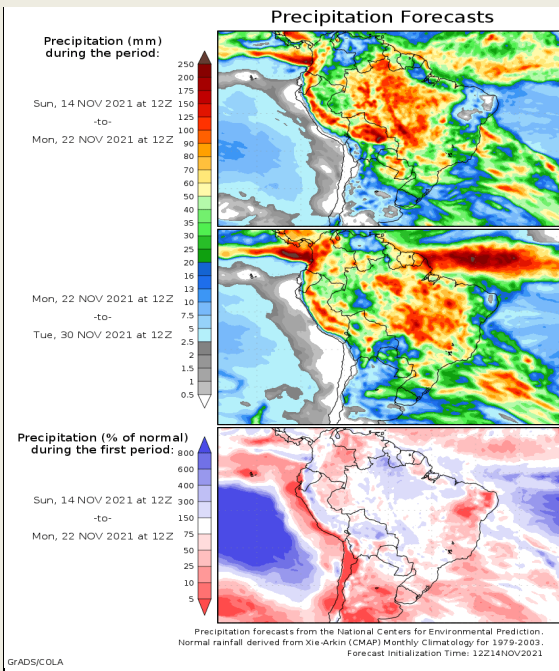 Precipitation Forecasts
Precipitation (mm)
during the period:
Sun, 14 NOV 2021 at 12Z
-to-
Mon, 22 NOV 2021 at 12Z
250
200
175
150
125
100
90
80
70
60
50
40
35
30
25
20
16
13
10
7.5
5
2.5
2
1.5
1
0.5
Mon, 22 NOV 2021 at 12Z
-to-
Tue, 30 NOV 2021 at 12Z
Precipitation (% of normal)
during the first period:
Sun, 14 NOV 2021 at 12Z
-to-
Mon, 22 NOV 2021 at 12Z
800
600
400
300
150
75
50
25
10
5
Precipitation forecasts from the National Centers for Environmental Prediction.
Normal rainfall derived from Xie-Arkin (CMAP) Monthly Climatology for 1979-2003.
Forecast Initialization Time: 12Z14NOV2021
GrADS/COLA